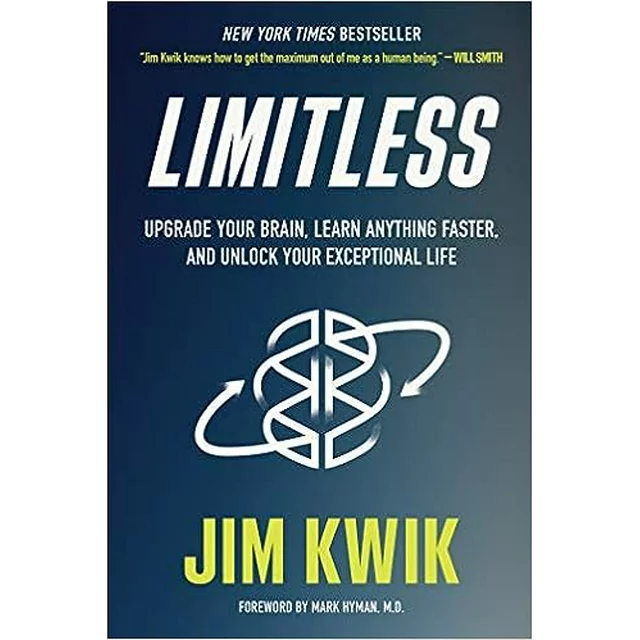 NEW YORK TIMES BESTSELLER
"Jim Kwik knows how to get the maximum out of me as a human being." —WILL SMITH
LIMITLESS
UPGRADE YOUR BRAIN, LEARN ANYTHING FASTER,
AND UNLOCK YOUR EXCEPTIONAL LIFE
JIM KWIK
FOREWORD BY MARK HYMAN, M.D.